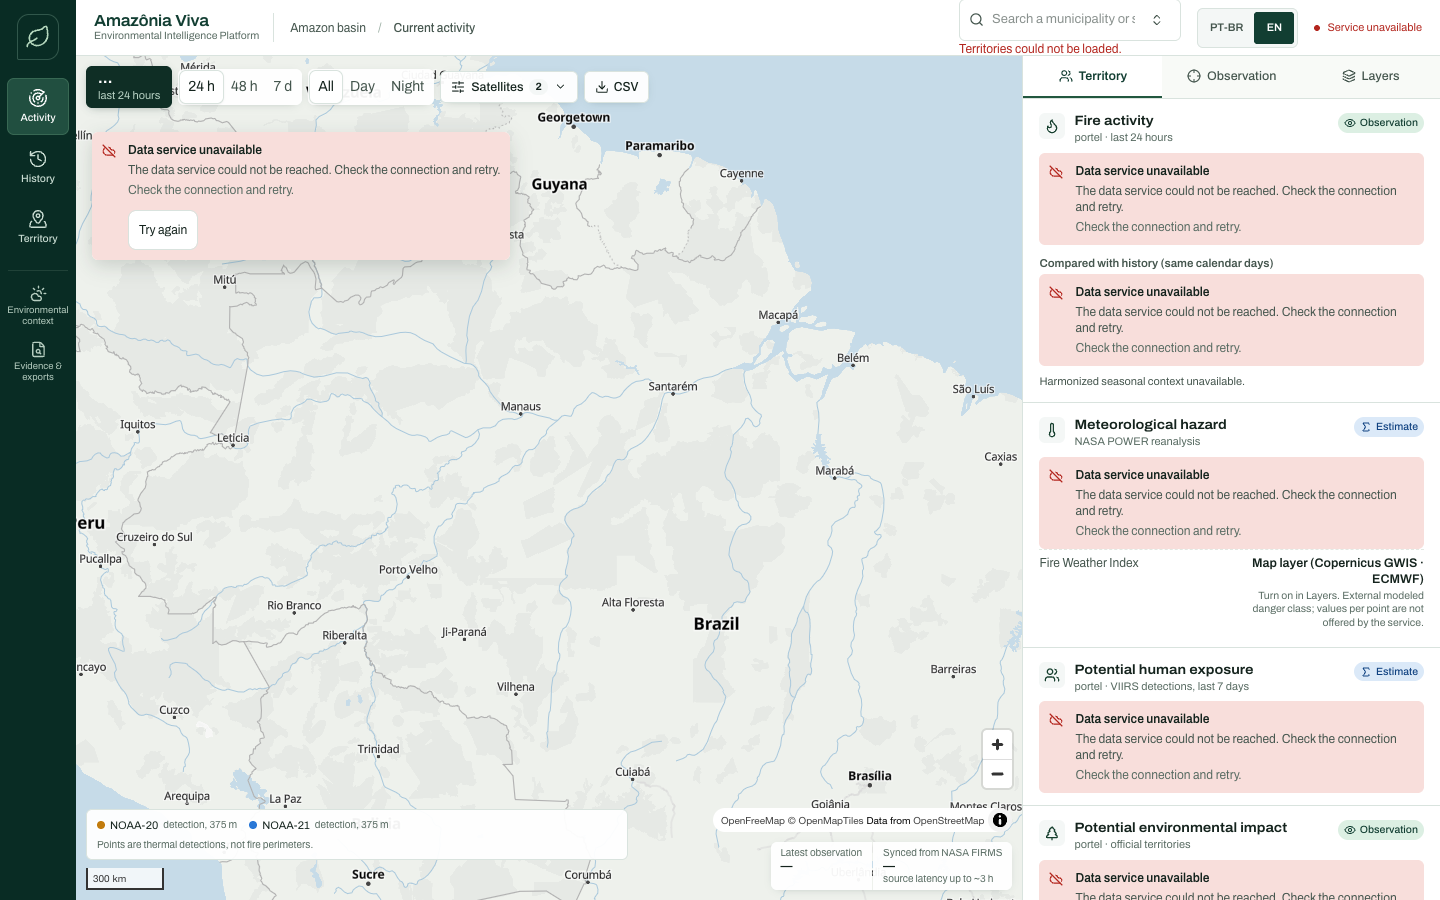 Amazônia Viva
Environmental Intelligence Platform
Amazon basin / Current activity
Search a municipality or s
Territories could not be loaded.
PT-BR EN
Service unavailable
Activity
History
Territory
Environmental
context
Evidence &
exports
...
last 24 hours
24 h 48 h 7 d
All Day Night
Satellites 2
CSV
Data service unavailable
The data service could not be reached. Check the connection and retry.
Check the connection and retry.
Try again
Mérida
Georgetown
Paramaribo
Guyana
Cayenne
Mitú
Macapá
Belém
São Luís
Santarém
Manaus
Iquitos
Leticia
Marabá
Caxias
eru
Cruzeiro do Sul
Pucallpa
Porto Velho
Rio Branco
Alta Floresta
Brazil
Riberalta
Ji-Paraná
ncayo
Barreiras
Vilhena
Cuzco
Trinidad
Cuiabá
Brasília
Arequipa
La Paz
Goiânia
Montes Claros
Sucre
Corumbá
NOAA-20 detection, 375 m NOAA-21 detection, 375 m
Points are thermal detections, not fire perimeters.
300 km
OpenFreeMap © OpenMapTiles Data from OpenStreetMap
Latest observation
—
Synced from NASA FIRMS
—
source latency up to ~3 h
Territory
Observation
Layers
Fire activity
portel · last 24 hours
Observation
Data service unavailable
The data service could not be reached. Check the connection
and retry.
Check the connection and retry.
Compared with history (same calendar days)
Data service unavailable
The data service could not be reached. Check the connection
and retry.
Check the connection and retry.
Harmonized seasonal context unavailable.
Meteorological hazard
NASA POWER reanalysis
Estimate
Data service unavailable
The data service could not be reached. Check the connection
and retry.
Check the connection and retry.
Fire Weather Index
Map layer (Copernicus GWIS ·
ECMWF)
Turn on in Layers. External modeled
danger class; values per point are not
offered by the service.
Potential human exposure
portel · VIIRS detections, last 7 days
Estimate
Data service unavailable
The data service could not be reached. Check the connection
and retry.
Check the connection and retry.
Potential environmental impact
portel · official territories
Observation
Data service unavailable
The data service could not be reached. Check the connection